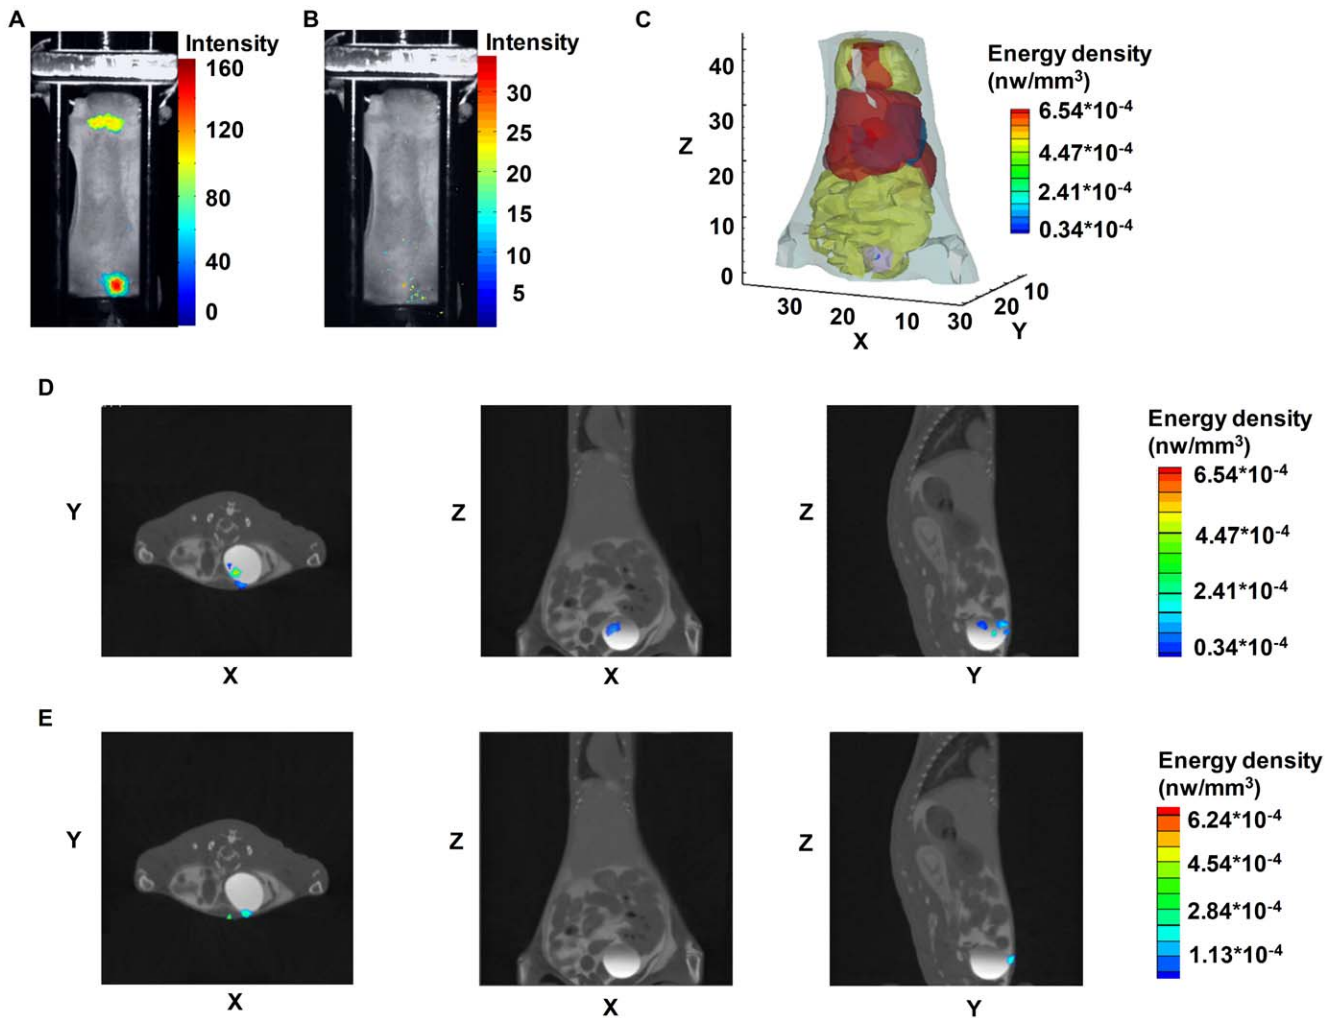 A
B
C
Intensity
160
120
80
40
0
Intensity
30
25
20
15
10
5
Energy density
(nw/mm³)
6.54*10⁻⁴
4.47*10⁻⁴
2.41*10⁻⁴
0.34*10⁻⁴
Z
40
30
20
10
0
30
20
10
X
30
20
10
Y
D
Y
X
Z
X
Z
Y
Energy density
(nw/mm³)
6.54*10⁻⁴
4.47*10⁻⁴
2.41*10⁻⁴
0.34*10⁻⁴
E
Y
X
Z
X
Z
Y
Energy density
(nw/mm³)
6.24*10⁻⁴
4.54*10⁻⁴
2.84*10⁻⁴
1.13*10⁻⁴